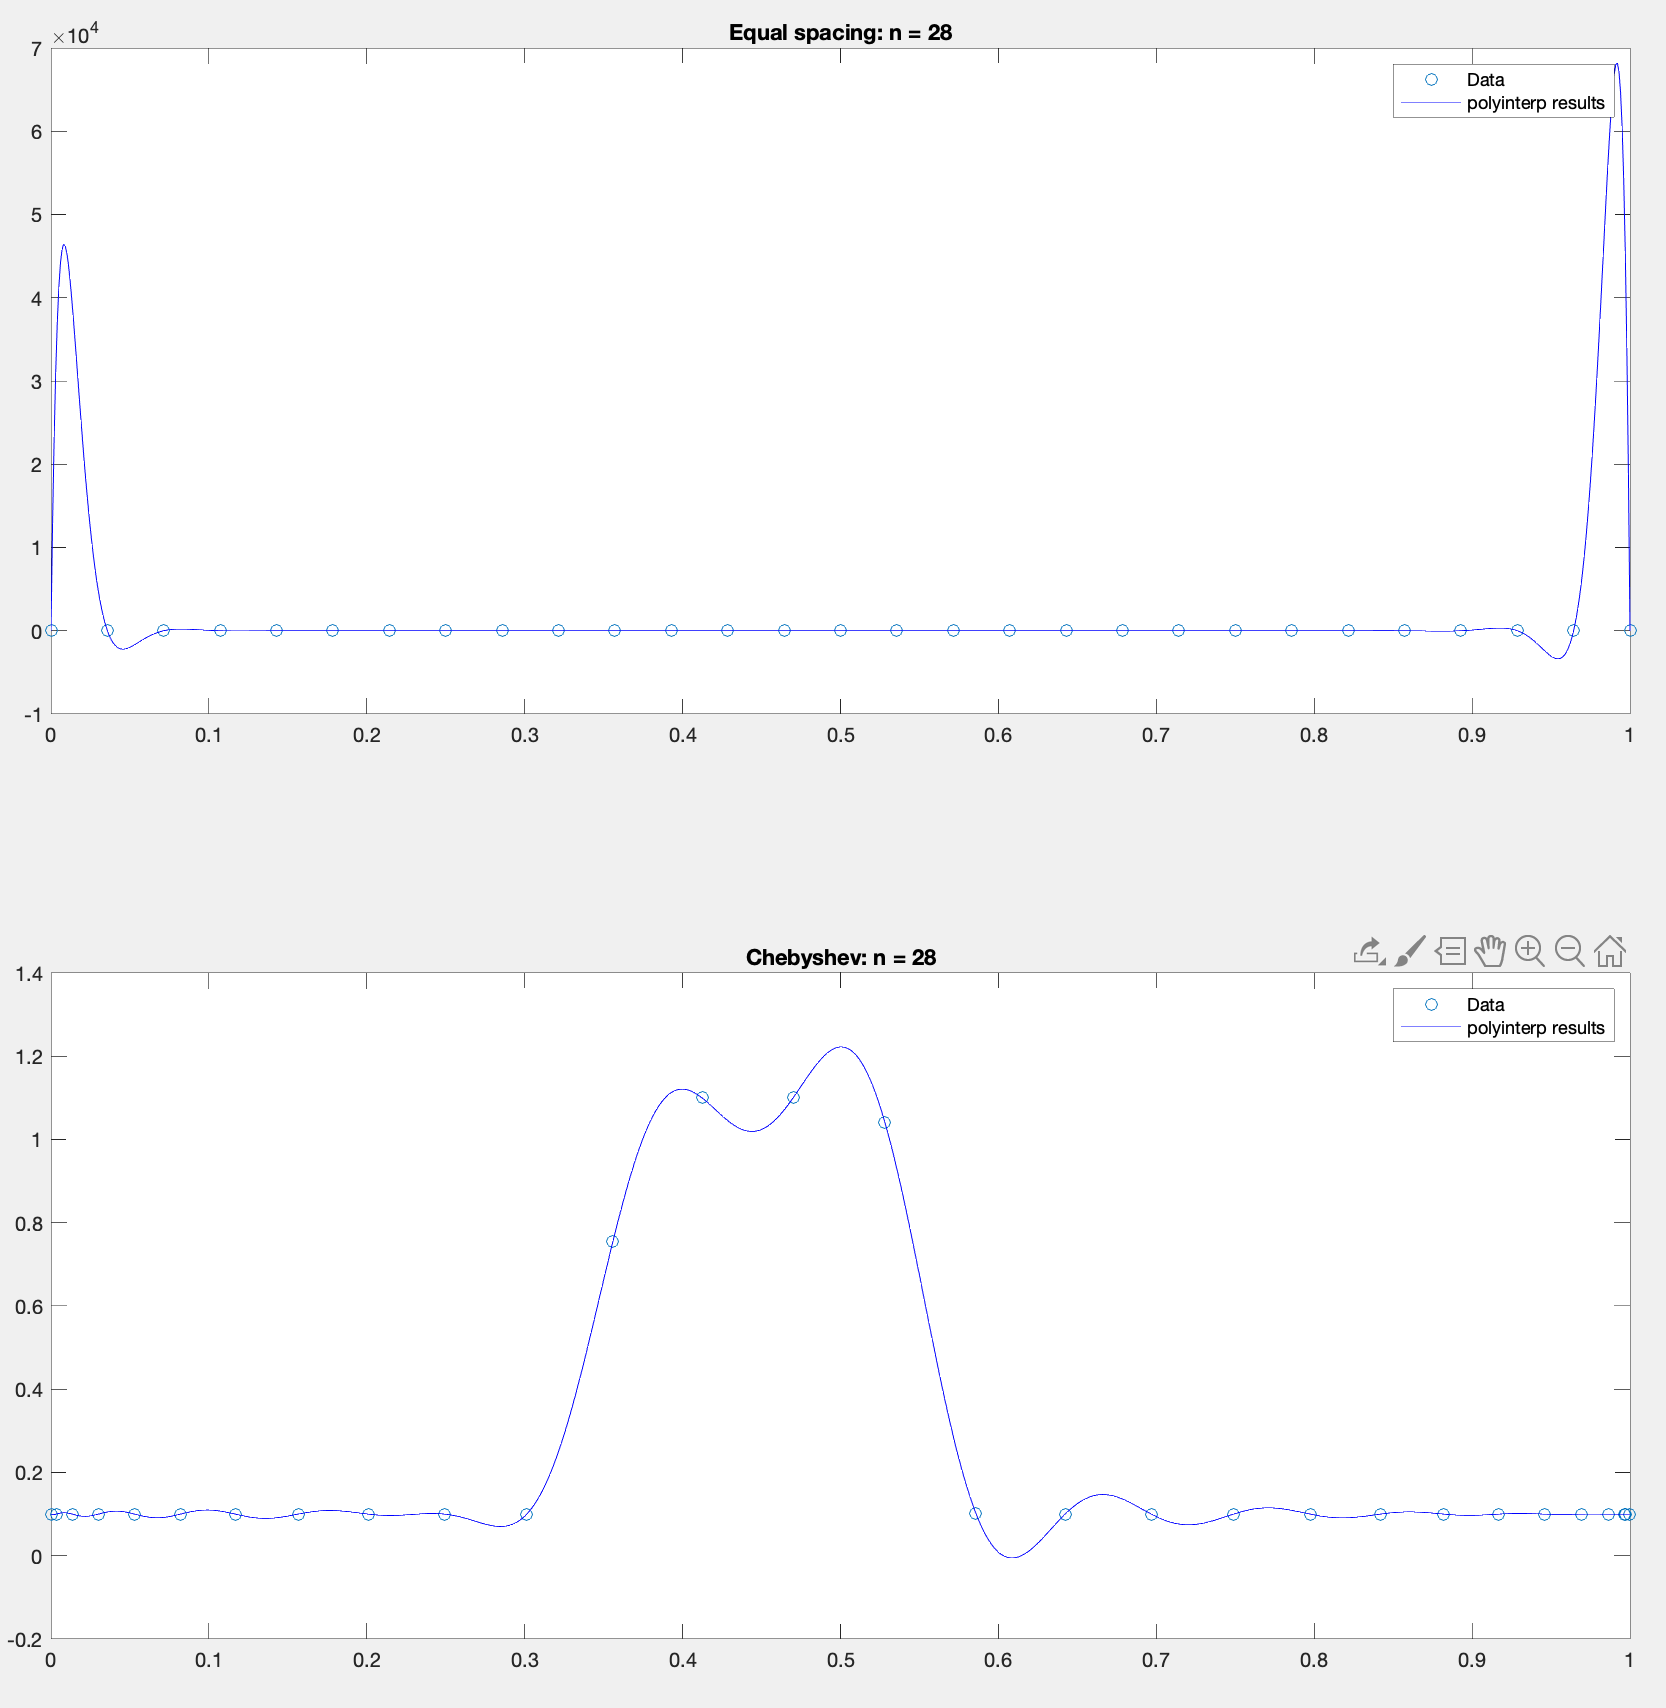 ×10^4
Equal spacing: n = 28
7
6
5
4
3
2
1
0
-1
Data
polyinterp results
0 0.1 0.2 0.3 0.4 0.5 0.6 0.7 0.8 0.9 1
Chebyshev: n = 28
1.4
1.2
1
0.8
0.6
0.4
0.2
0
-0.2
Data
polyinterp results
0 0.1 0.2 0.3 0.4 0.5 0.6 0.7 0.8 0.9 1